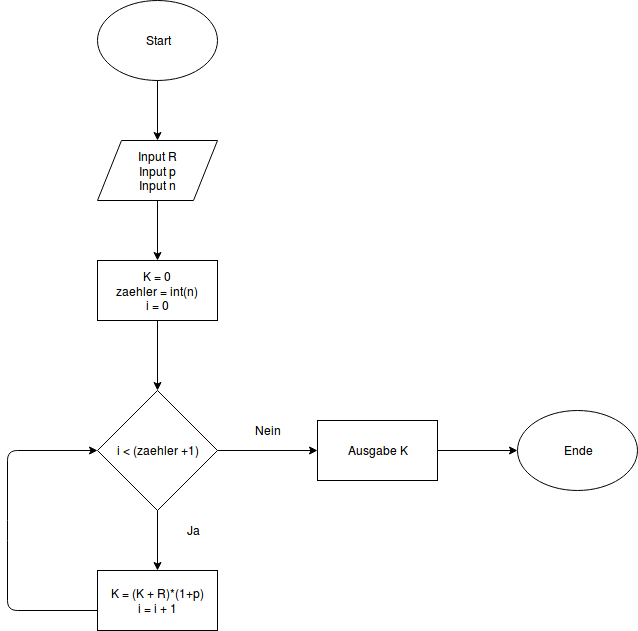 Start
Input R
Input p
Input n
K = 0
zaehler = int(n)
i = 0
i < (zaehler +1)
Nein
Ausgabe K
Ende
Ja
K = (K + R)*(1+p)
i = i + 1